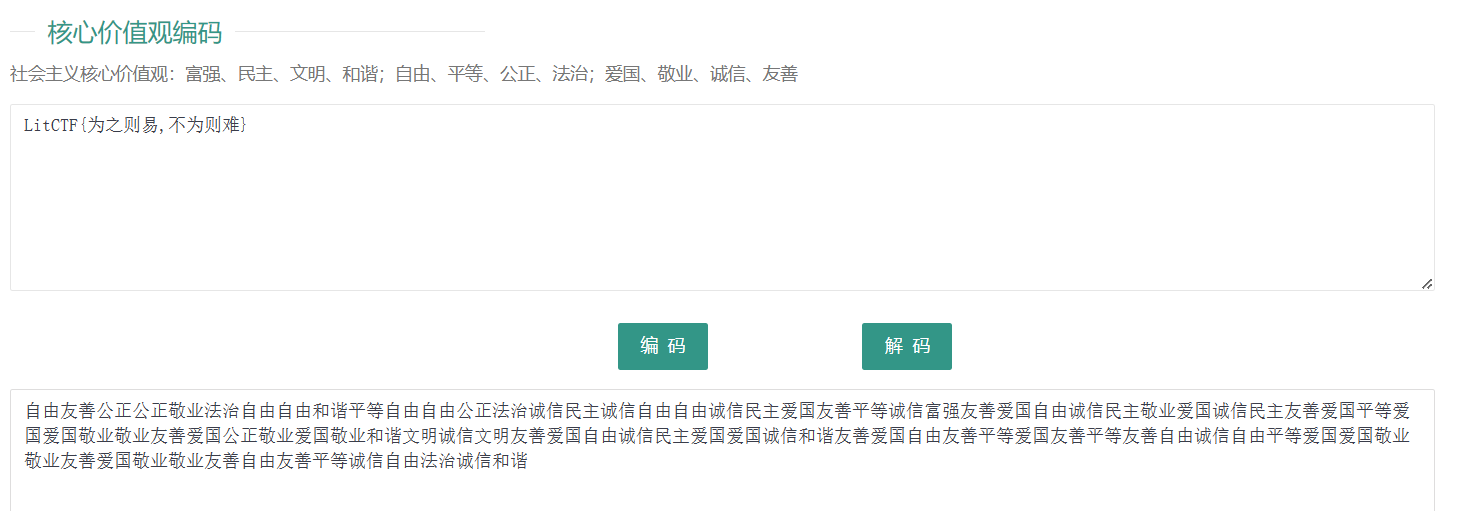 核心价值观编码
社会主义核心价值观：富强、民主、文明、和谐；自由、平等、公正、法治；爱国、敬业、诚信、友善
LitCTF{为之则易,不为则难}
编 码
解 码
自由友善公正公正敬业法治自由自由和谐平等自由自由公正法治诚信民主诚信自由自由诚信民主爱国友善平等诚信富强友善爱国自由诚信民主敬业爱国诚信民主友善爱国平等爱
国爱国敬业敬业友善爱国公正敬业爱国敬业和谐文明诚信文明友善爱国自由诚信民主爱国爱国诚信和谐友善爱国自由友善平等爱国友善平等友善自由诚信自由平等爱国爱国敬业
敬业友善爱国敬业敬业友善自由友善平等诚信自由法治诚信和谐